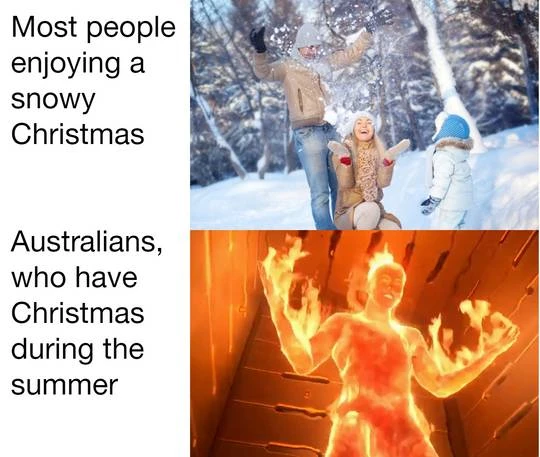 Most people
enjoying a
snowy
Christmas
Australians,
who have
Christmas
during the
summer